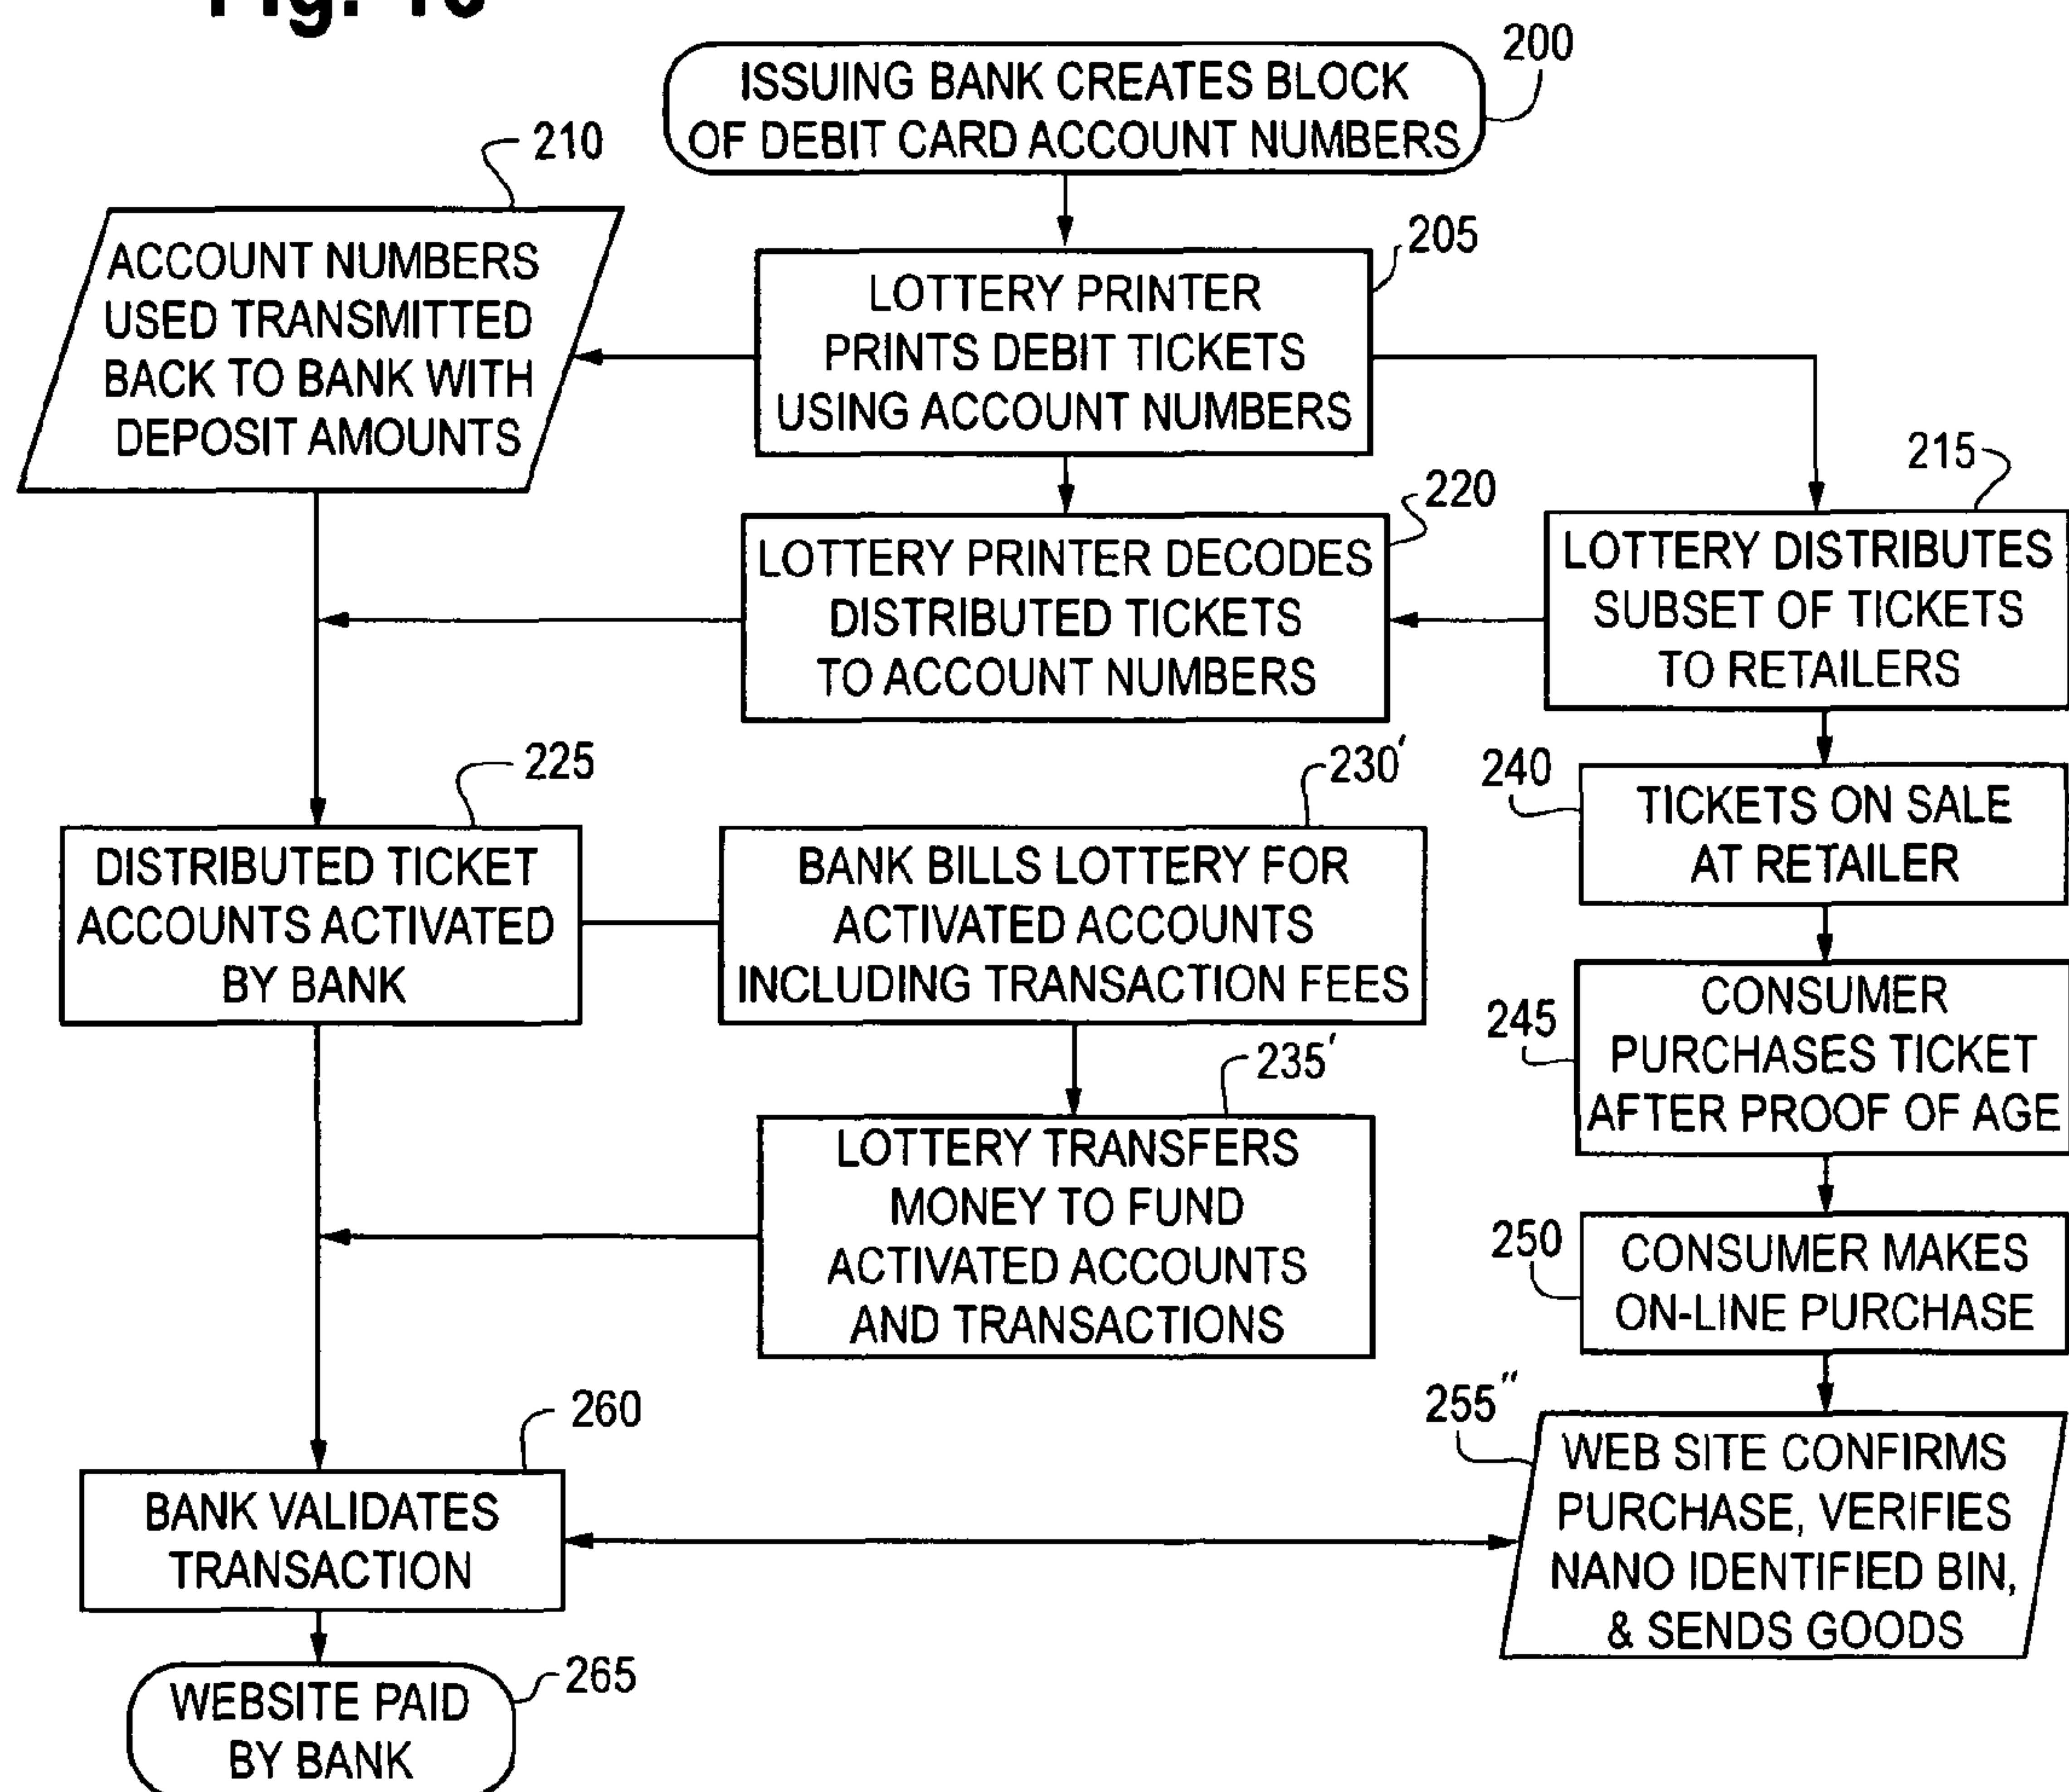 Fig. 10
200
ISSUING BANK CREATES BLOCK
OF DEBIT CARD ACCOUNT NUMBERS
210
ACCOUNT NUMBERS
USED TRANSMITTED
BACK TO BANK WITH
DEPOSIT AMOUNTS
205
LOTTERY PRINTER
PRINTS DEBIT TICKETS
USING ACCOUNT NUMBERS
215
LOTTERY DISTRIBUTES
SUBSET OF TICKETS
TO RETAILERS
220
LOTTERY PRINTER DECODES
DISTRIBUTED TICKETS
TO ACCOUNT NUMBERS
225
DISTRIBUTED TICKET
ACCOUNTS ACTIVATED
BY BANK
230'
BANK BILLS LOTTERY FOR
ACTIVATED ACCOUNTS
INCLUDING TRANSACTION FEES
240
TICKETS ON SALE
AT RETAILER
235'
LOTTERY TRANSFERS
MONEY TO FUND
ACTIVATED ACCOUNTS
AND TRANSACTIONS
245
CONSUMER
PURCHASES TICKET
AFTER PROOF OF AGE
250
CONSUMER MAKES
ON-LINE PURCHASE
255"
WEB SITE CONFIRMS
PURCHASE, VERIFIES
NANO IDENTIFIED BIN,
& SENDS GOODS
260
BANK VALIDATES
TRANSACTION
265
WEBSITE PAID
BY BANK